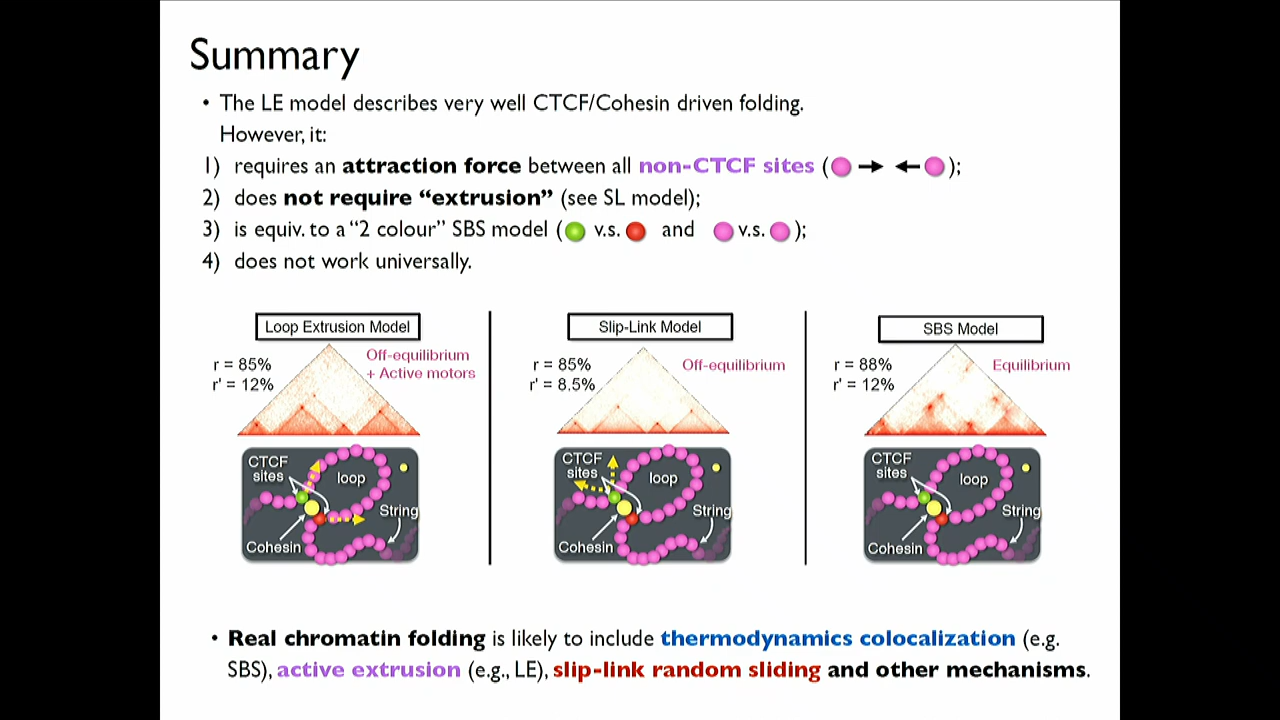 Summary
• The LE model describes very well CTCF/Cohesin driven folding.
However, it:
1) requires an attraction force between all non-CTCF sites ( );
2) does not require “extrusion” (see SL model);
3) is equiv. to a “2 colour” SBS model ( v.s. and v.s. );
4) does not work universally.
Loop Extrusion Model
r = 85%
r' = 12%
Off-equilibrium
+ Active motors
CTCF
sites
loop
String
Cohesin
Slip-Link Model
r = 85%
r' = 8.5%
Off-equilibrium
CTCF
sites
loop
String
Cohesin
SBS Model
r = 88%
r' = 12%
Equilibrium
CTCF
sites
loop
String
Cohesin
• Real chromatin folding is likely to include thermodynamics colocalization (e.g.
SBS), active extrusion (e.g., LE), slip-link random sliding and other mechanisms.